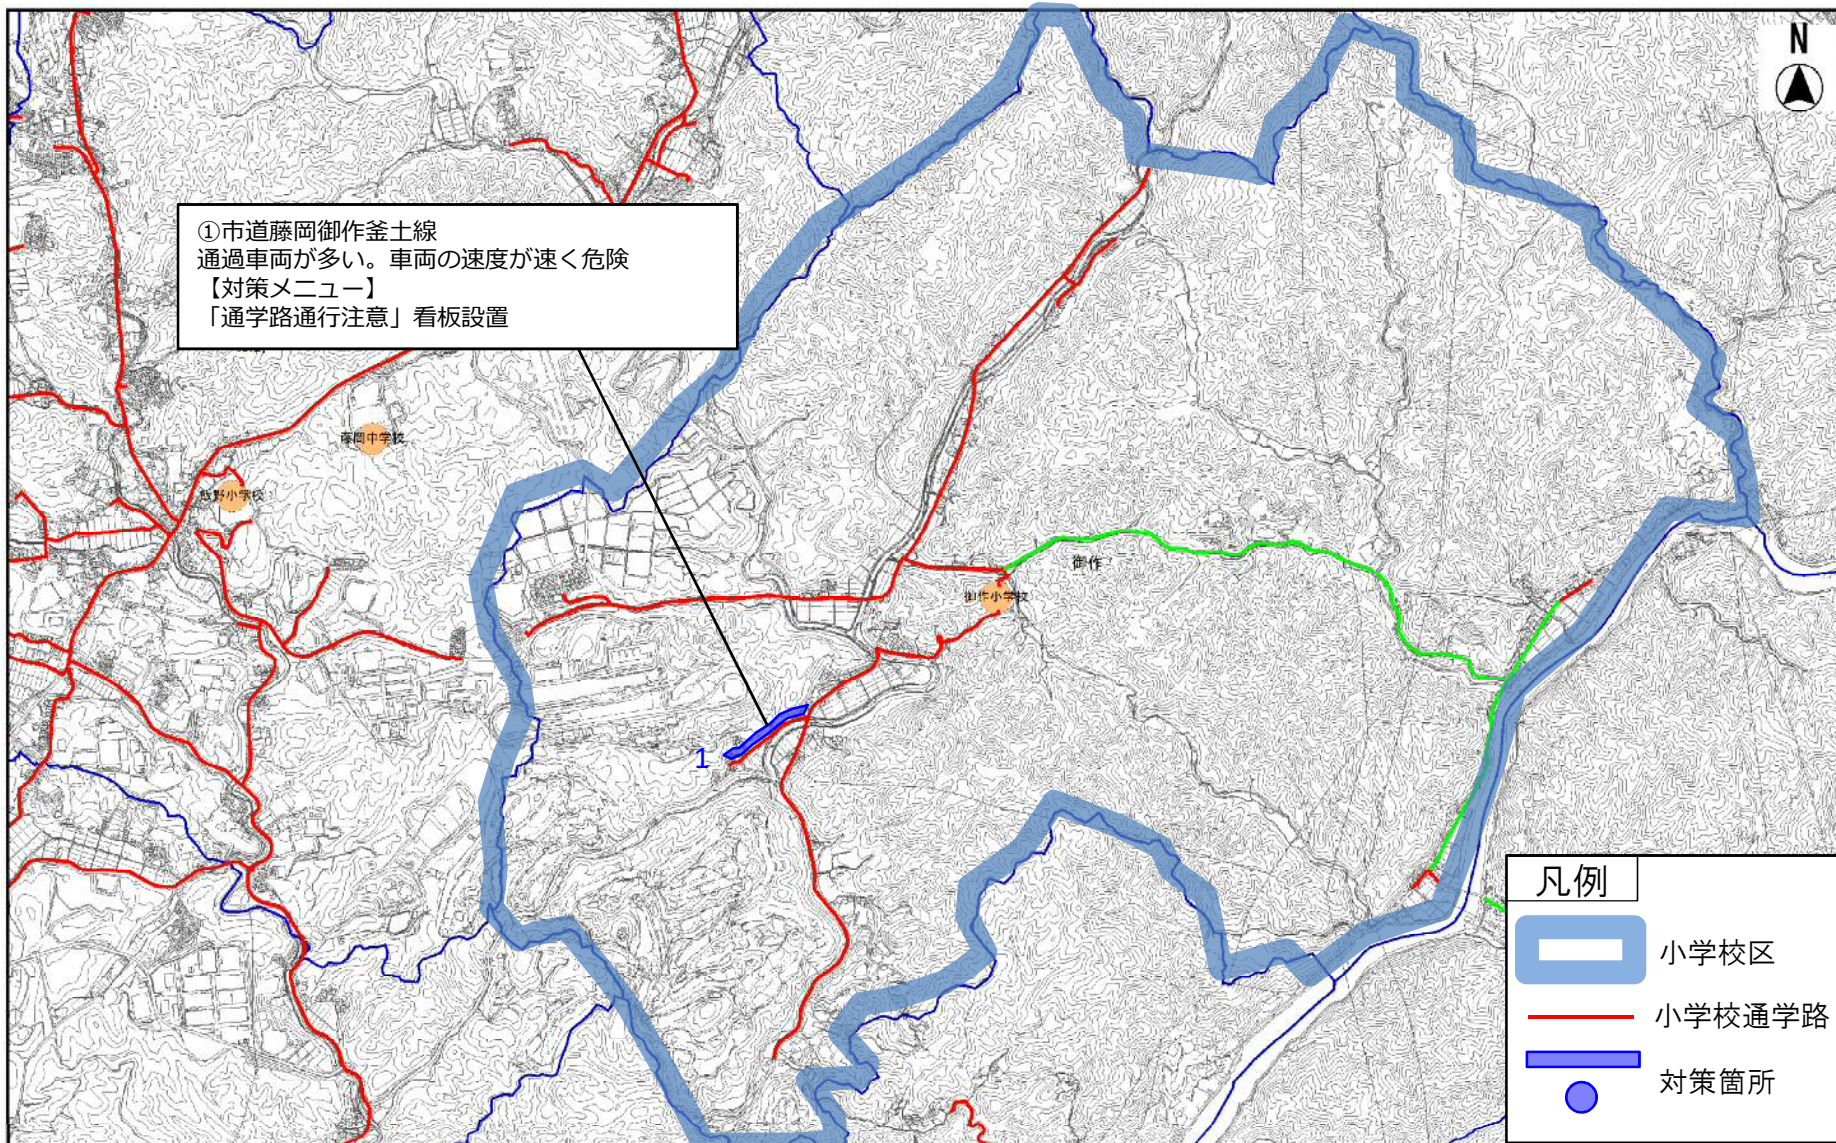 N
①市道藤岡御作釜土線
通過車両が多い。車両の速度が速く危険
【対策メニュー】
「通学路通行注意」看板設置
藤岡中学校
飯野小学校
御作
御作小学校
1
凡例
小学校区
小学校通学路
対策箇所